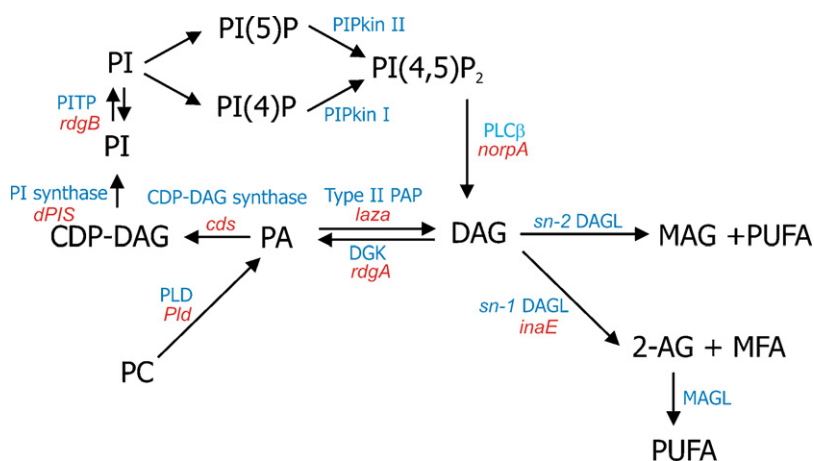 PI(5)P
PIPkin II
PI
PI(4,5)P₂
PI(4)P
PIPkin I
PITP
rdgB
PI
PLCβ
norpA
PI synthase
dPIS
CDP-DAG synthase
Type II PAP
laza
CDP-DAG
cds
PA
DAG
sn-2 DAGL
MAG +PUFA
DGK
rdgA
PLD
Pld
sn-1 DAGL
inaE
2-AG + MFA
PC
MAGL
PUFA